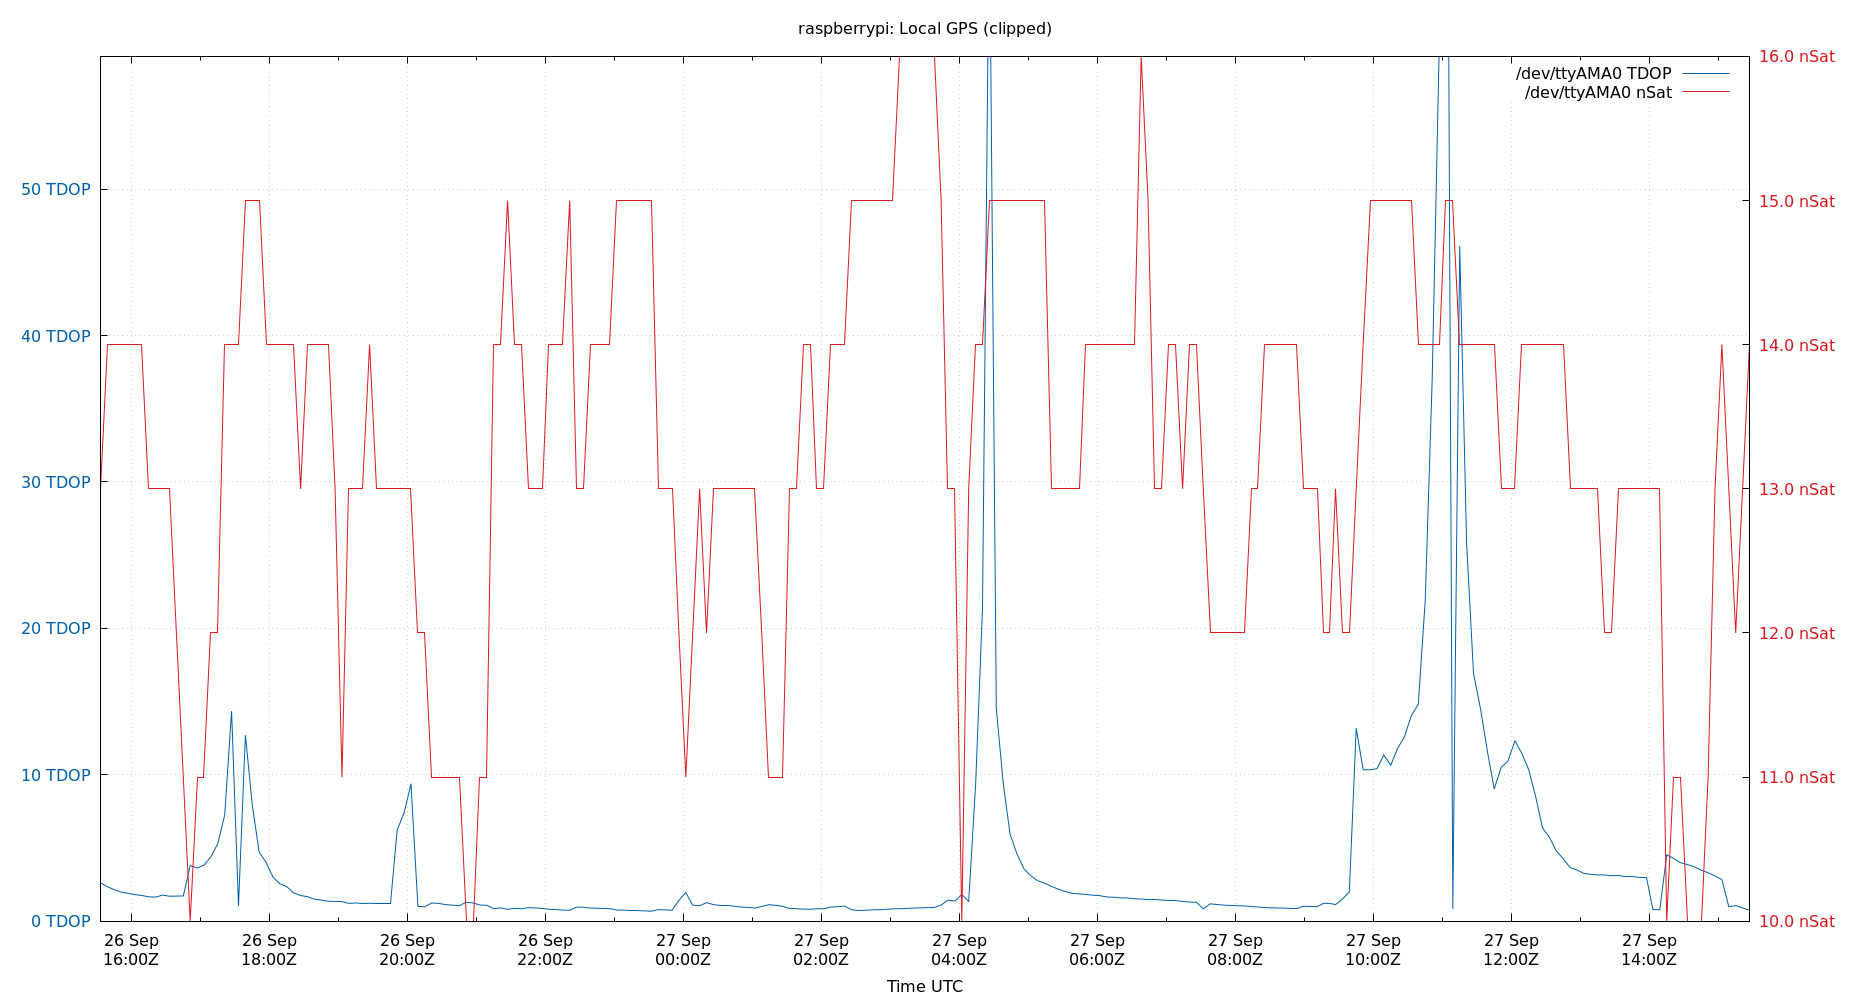 raspberrypi: Local GPS (clipped)
16.0 nSat
/dev/ttyAMA0 TDOP
/dev/ttyAMA0 nSat
50 TDOP
15.0 nSat
40 TDOP
14.0 nSat
30 TDOP
13.0 nSat
20 TDOP
12.0 nSat
10 TDOP
11.0 nSat
0 TDOP
10.0 nSat
26 Sep 26 Sep 26 Sep 26 Sep 27 Sep 27 Sep 27 Sep 27 Sep 27 Sep 27 Sep 27 Sep 27 Sep
16:00Z 18:00Z 20:00Z 22:00Z 00:00Z 02:00Z 04:00Z 06:00Z 08:00Z 10:00Z 12:00Z 14:00Z
Time UTC